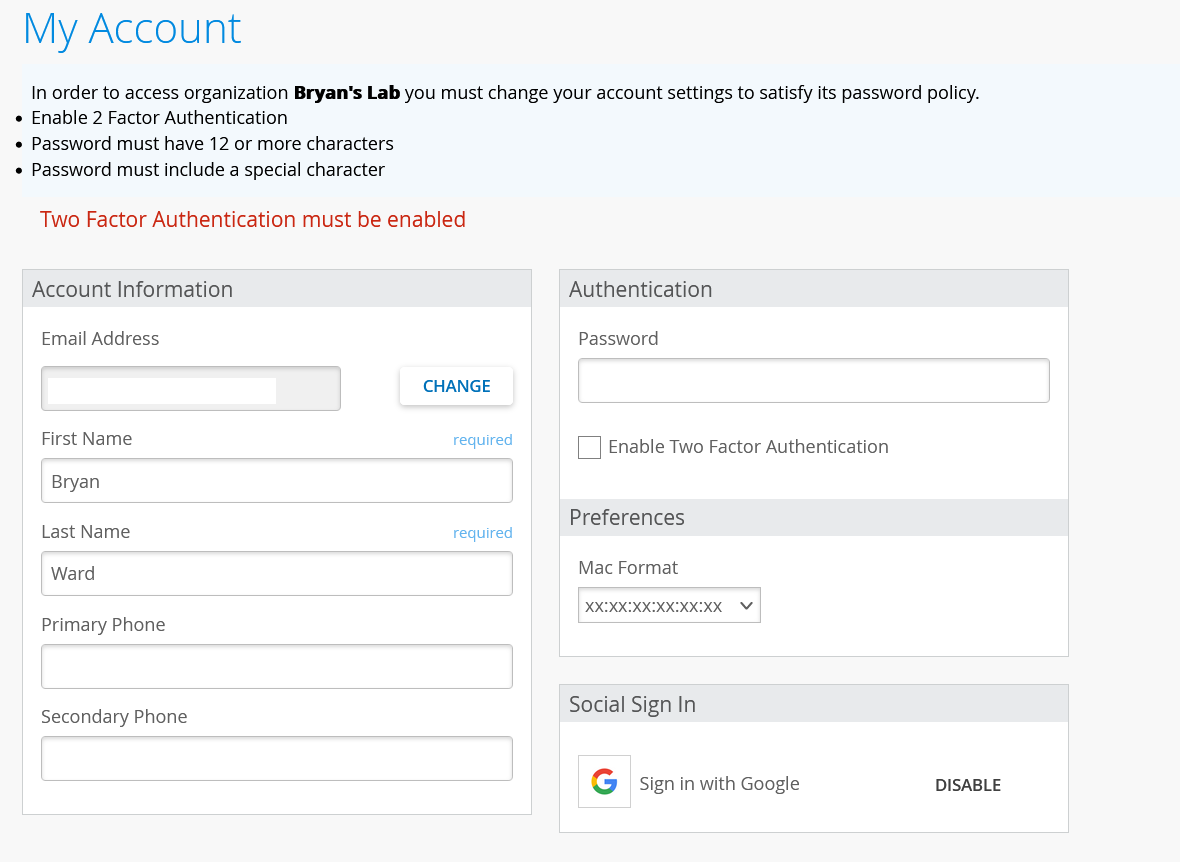 My Account
In order to access organization Bryan's Lab you must change your account settings to satisfy its password policy.
• Enable 2 Factor Authentication
• Password must have 12 or more characters
• Password must include a special character
Two Factor Authentication must be enabled
Account Information
Email Address
CHANGE
First Name required
Bryan
Last Name required
Ward
Primary Phone
Secondary Phone
Authentication
Password
Enable Two Factor Authentication
Preferences
Mac Format
xx:xx:xx:xx:xx:xx
Social Sign In
Sign in with Google DISABLE